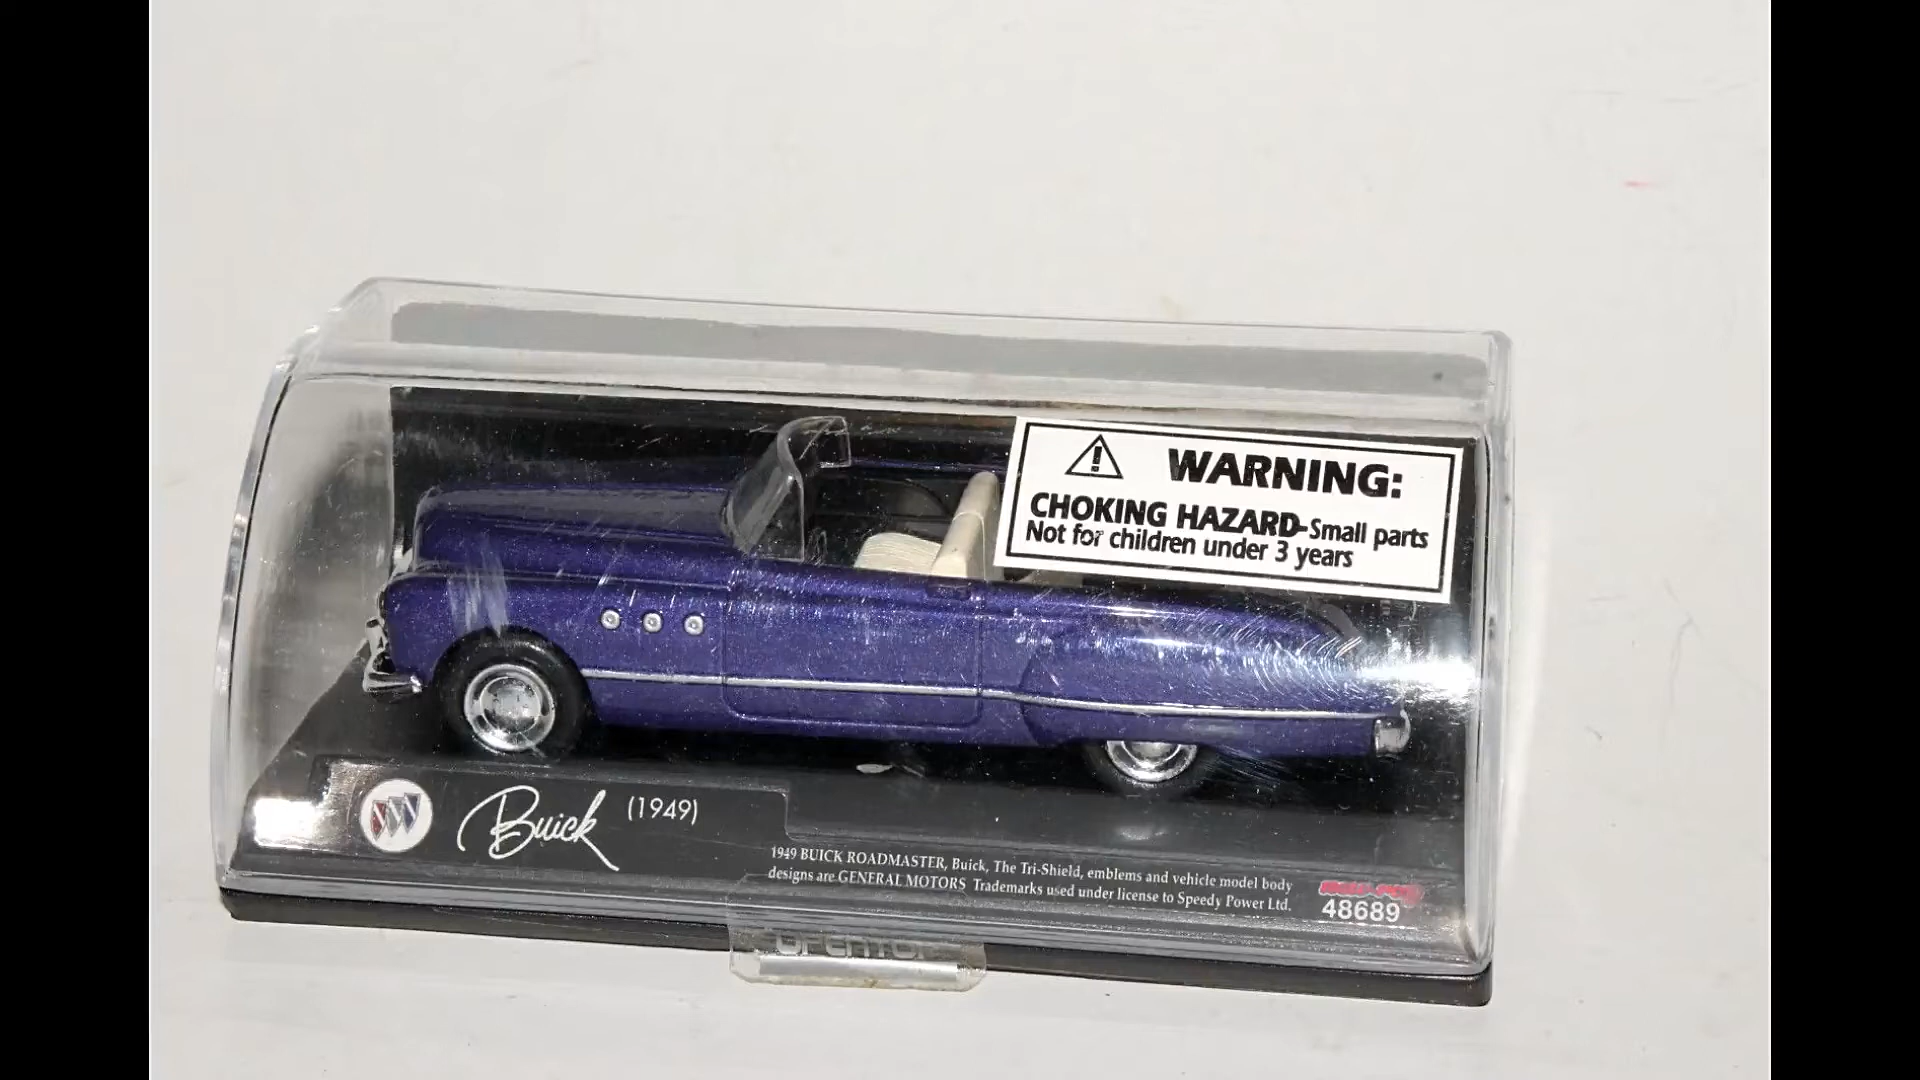 WARNING:
CHOKING HAZARD-Small parts
Not for children under 3 years
Buick (1949)
1949 BUICK ROADMASTER, Buick, The Tri-Shield, emblems and vehicle model body
designs are GENERAL MOTORS Trademarks used under license to Speedy Power Ltd.
48689